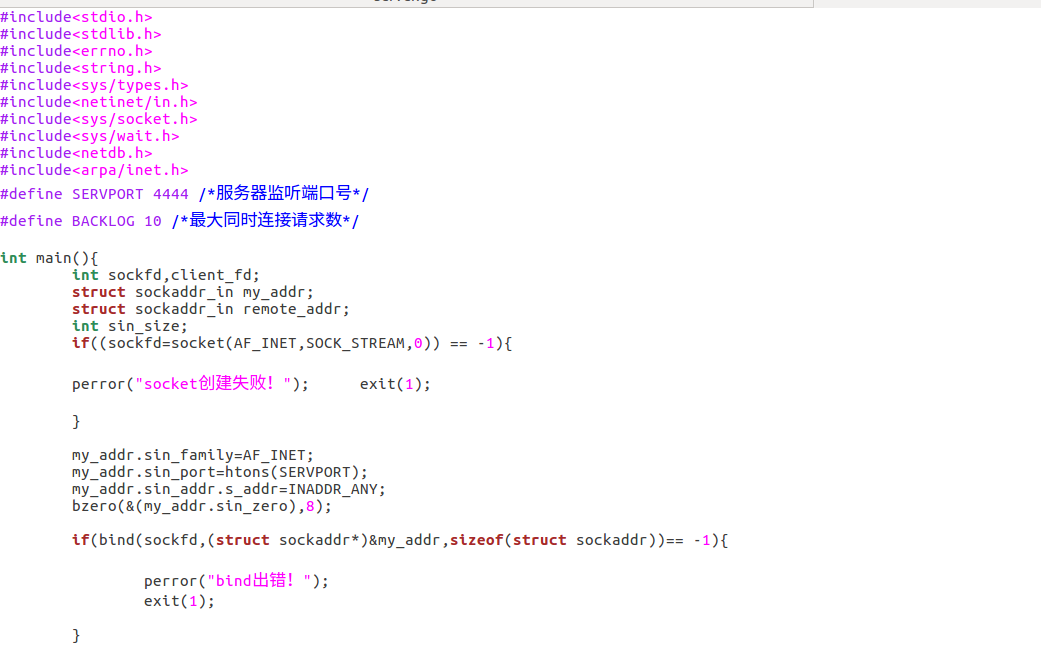 #include<stdio.h>
#include<stdlib.h>
#include<errno.h>
#include<string.h>
#include<sys/types.h>
#include<netinet/in.h>
#include<sys/socket.h>
#include<sys/wait.h>
#include<netdb.h>
#include<arpa/inet.h>
#define SERVPORT 4444 /*服务器监听端口号*/
#define BACKLOG 10 /*最大同时连接请求数*/
int main(){
int sockfd,client_fd;
struct sockaddr_in my_addr;
struct sockaddr_in remote_addr;
int sin_size;
if((sockfd=socket(AF_INET,SOCK_STREAM,0)) == -1){
perror("socket创建失败！"); exit(1);
}
my_addr.sin_family=AF_INET;
my_addr.sin_port=htons(SERVPORT);
my_addr.sin_addr.s_addr=INADDR_ANY;
bzero(&(my_addr.sin_zero),8);
if(bind(sockfd,(struct sockaddr*)&my_addr,sizeof(struct sockaddr))== -1){
perror("bind出错！");
exit(1);
}